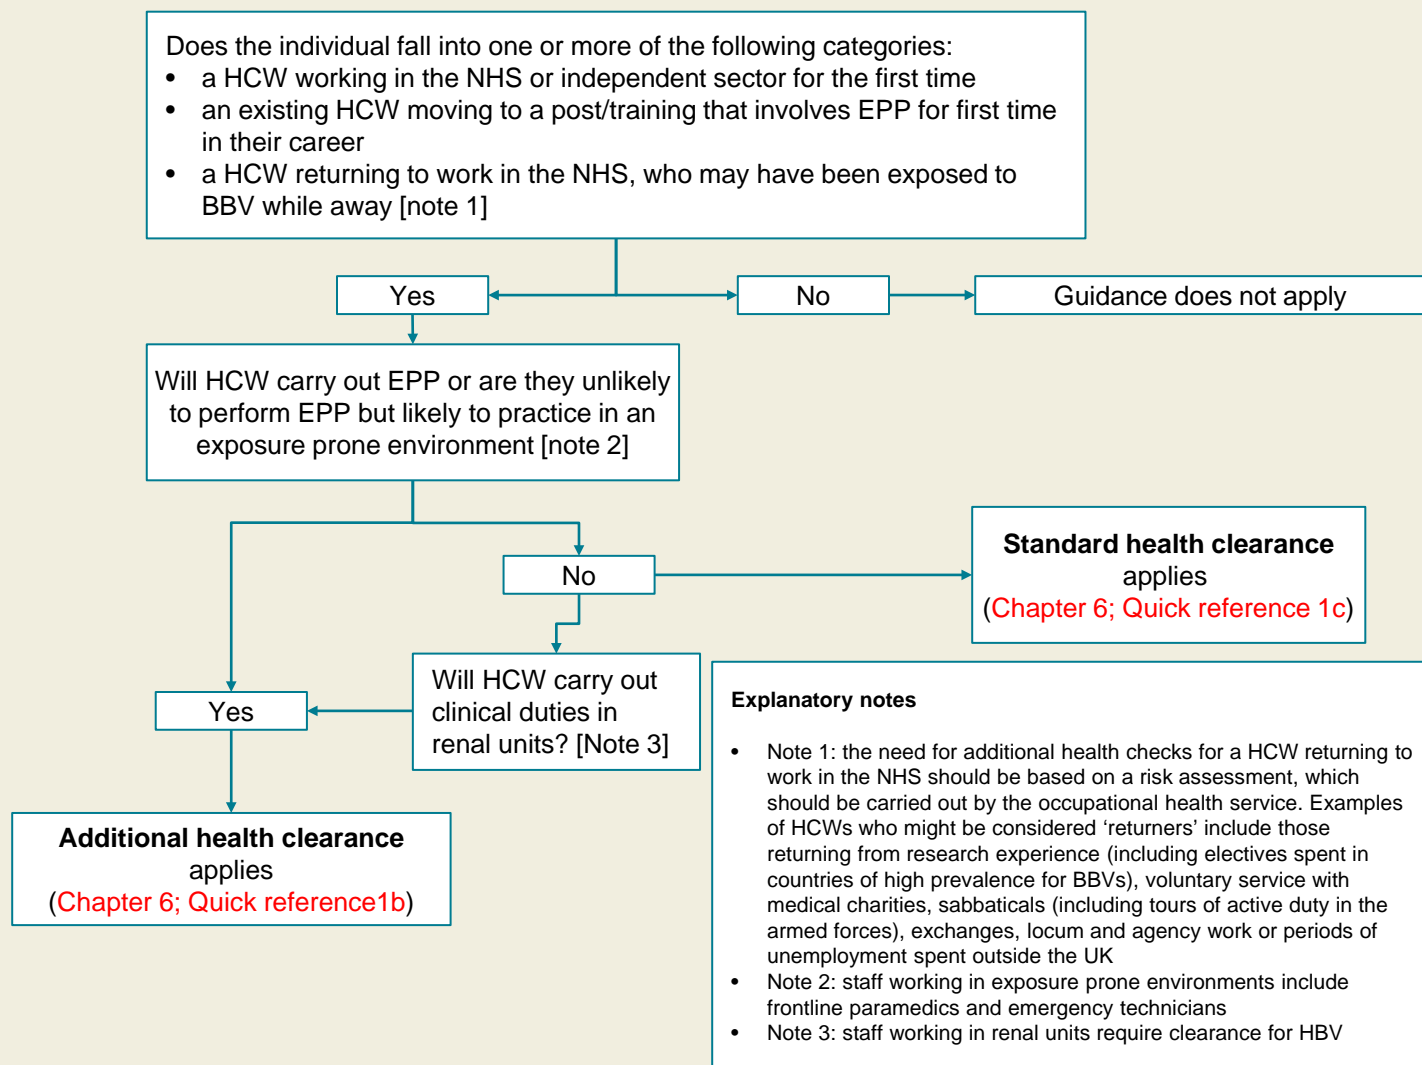 Does the individual fall into one or more of the following categories:
• a HCW working in the NHS or independent sector for the first time
• an existing HCW moving to a post/training that involves EPP for first time
in their career
• a HCW returning to work in the NHS, who may have been exposed to
BBV while away [note 1]
Yes
No
Guidance does not apply
Will HCW carry out EPP or are they unlikely
to perform EPP but likely to practice in an
exposure prone environment [note 2]
No
Standard health clearance
applies
(Chapter 6; Quick reference 1c)
Will HCW carry out
clinical duties in
renal units? [Note 3]
Yes
Additional health clearance
applies
(Chapter 6; Quick reference1b)
Explanatory notes
• Note 1: the need for additional health checks for a HCW returning to
work in the NHS should be based on a risk assessment, which
should be carried out by the occupational health service. Examples
of HCWs who might be considered ‘returners’ include those
returning from research experience (including electives spent in
countries of high prevalence for BBVs), voluntary service with
medical charities, sabbaticals (including tours of active duty in the
armed forces), exchanges, locum and agency work or periods of
unemployment spent outside the UK
• Note 2: staff working in exposure prone environments include
frontline paramedics and emergency technicians
• Note 3: staff working in renal units require clearance for HBV